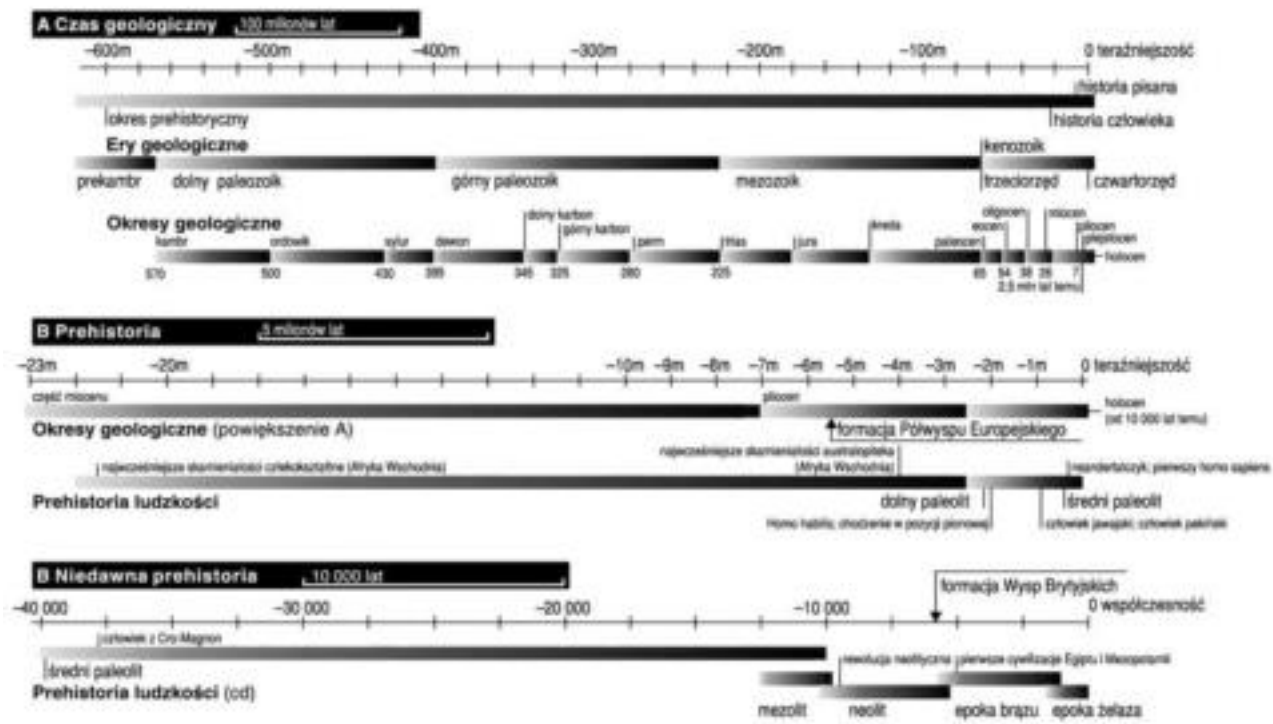 A Czas geologiczny 100 milionów lat
−600m −500m −400m −300m −200m −100m 0 teraźniejszość
historia pisana
okres prehistoryczny historia człowieka
Ery geologiczne kenozoik
prekambr dolny paleozoik górny paleozoik mezozoik trzeciorzęd czwartorzęd
Okresy geologiczne dolny karbon oligocen miocen
górny karbon kreda eocen pliocen
kambr ordowik sylur dewon perm trias jura paleocen plejstocen
holocen
570 500 430 395 345 325 280 225 65 54 38 26 7
2,5 mln lat temu
B Prehistoria 5 milionów lat
−23m −20m −10m −9m −8m −7m −6m −5m −4m −3m −2m −1m 0 teraźniejszość
część miocenu pliocen holocen
(od 10 000 lat temu)
Okresy geologiczne (powiększenie A) formacja Półwyspu Europejskiego
najwcześniejsze skamieniałości australopiteka
najwcześniejsze skamieniałości człekokształtne (Afryka Wschodnia) (Afryka Wschodnia) neandertalczyk; pierwszy homo sapiens
Prehistoria ludzkości dolny paleolit średni paleolit
Homo habilis; chodzenie w pozycji pionowej człowiek jawajski; człowiek pekiński
B Niedawna prehistoria 10 000 lat
formacja Wysp Brytyjskich
−40 000 −30 000 −20 000 −10 000 0 współczesność
człowiek z Cro-Magnon
średni paleolit rewolucja neolityczna pierwsze cywilizacje Egiptu i Mezopotamii
Prehistoria ludzkości (cd)
mezolit neolit epoka brązu epoka żelaza